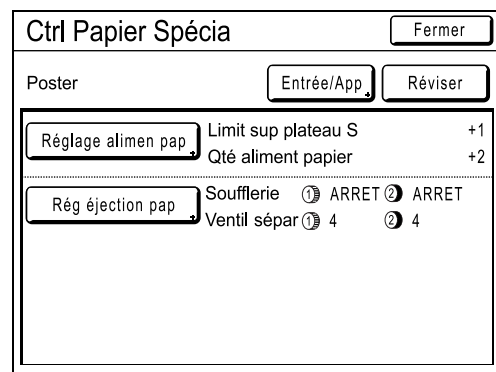 Ctrl Papier Spécia Fermer
Poster Entrée/App Réviser
Réglage alimen pap Limit sup plateau S +1
Qté aliment papier +2
Rég éjection pap Soufflerie ① ARRET ② ARRET
Ventil sépar ① 4 ② 4